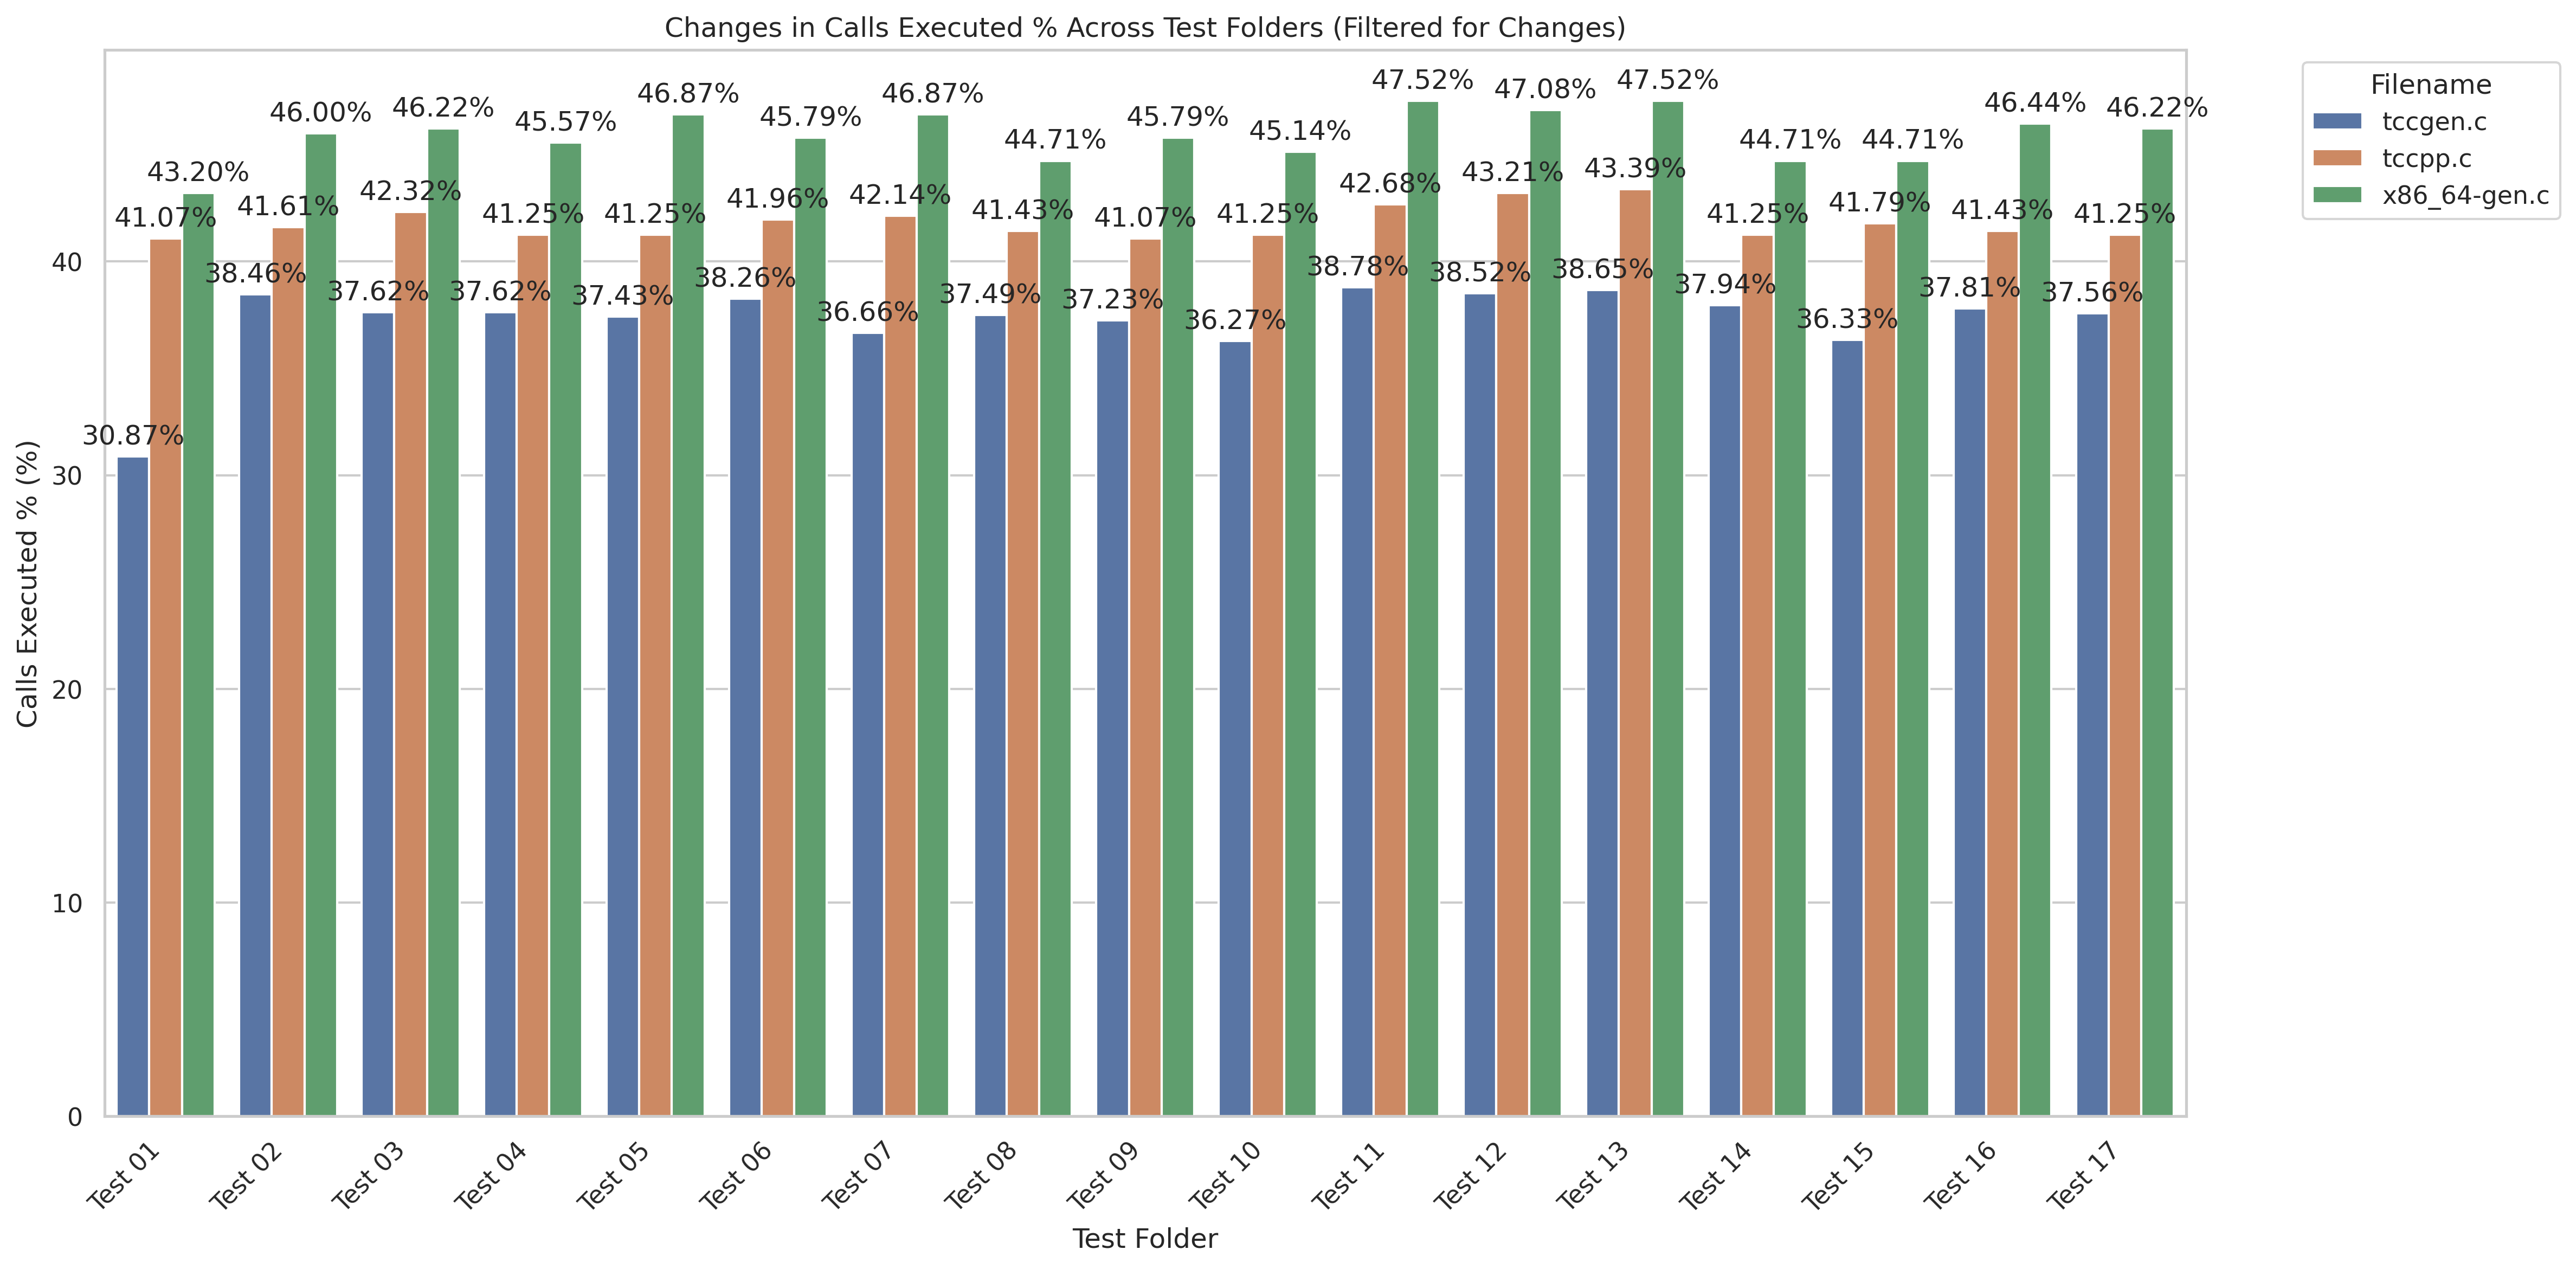 Changes in Calls Executed % Across Test Folders (Filtered for Changes)
Calls Executed % (%)
40
30
20
10
0
30.87%
41.07%
43.20%
38.46%
41.61%
46.00%
37.62%
42.32%
46.22%
37.62%
41.25%
45.57%
37.43%
41.25%
46.87%
38.26%
41.96%
45.79%
36.66%
42.14%
46.87%
37.49%
41.43%
44.71%
37.23%
41.07%
45.79%
36.27%
41.25%
45.14%
38.78%
42.68%
47.52%
38.52%
43.21%
47.08%
38.65%
43.39%
47.52%
37.94%
41.25%
44.71%
36.33%
41.79%
44.71%
37.81%
41.43%
46.44%
37.56%
41.25%
46.22%
Test 01
Test 02
Test 03
Test 04
Test 05
Test 06
Test 07
Test 08
Test 09
Test 10
Test 11
Test 12
Test 13
Test 14
Test 15
Test 16
Test 17
Test Folder
Filename
tccgen.c
tccpp.c
x86_64-gen.c